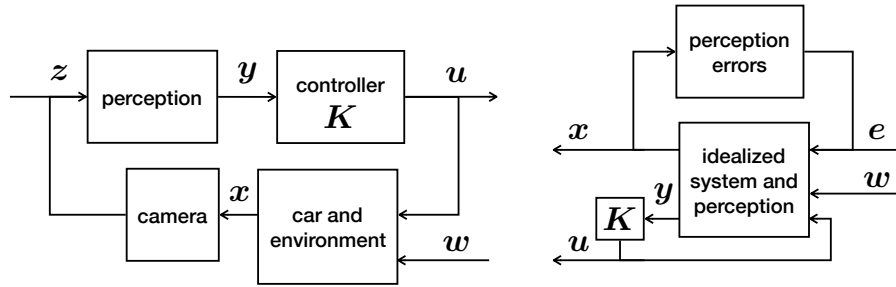 z
perception
y
controller
K
u
camera
x
car and
environment
w
perception
errors
x
idealized
system and
perception
e
w
y
K
u